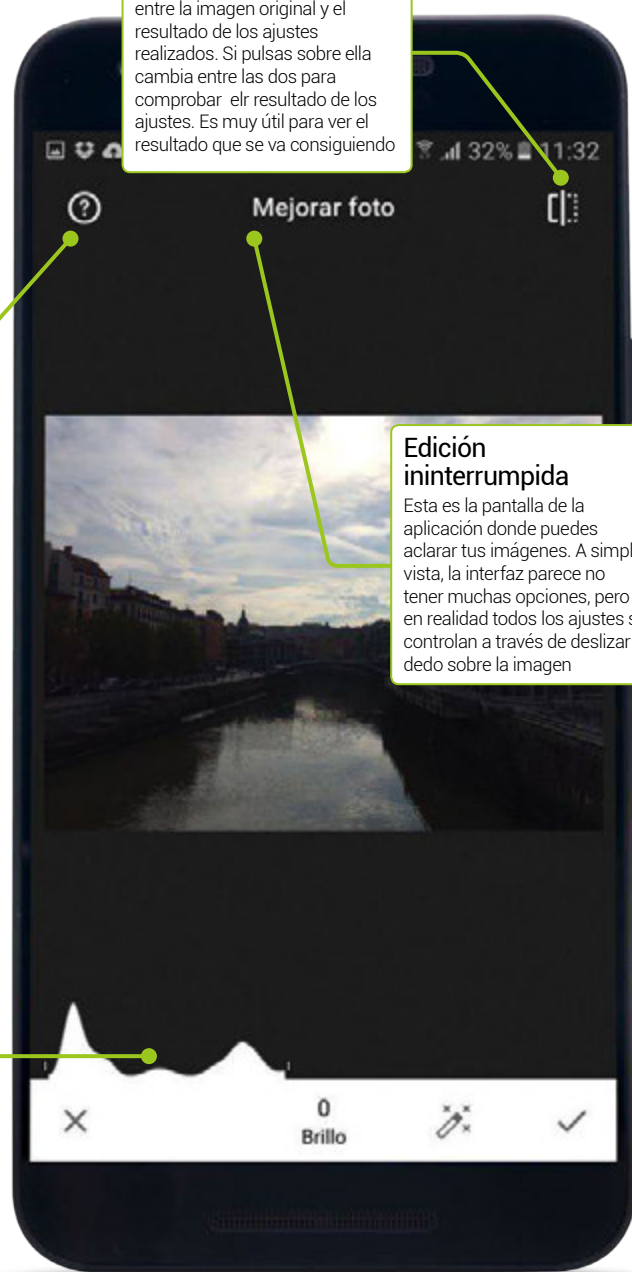 entre la imagen original y el
resultado de los ajustes
realizados. Si pulsas sobre ella
cambia entre las dos para
comprobar elr resultado de los
ajustes. Es muy útil para ver el
resultado que se va consiguiendo
32% 11:32
Mejorar foto
Edición
ininterrumpida
Esta es la pantalla de la
aplicación donde puedes
aclarar tus imágenes. A simpl
vista, la interfaz parece no
tener muchas opciones, pero
en realidad todos los ajustes s
controlan a través de deslizar
dedo sobre la imagen
0
Brillo